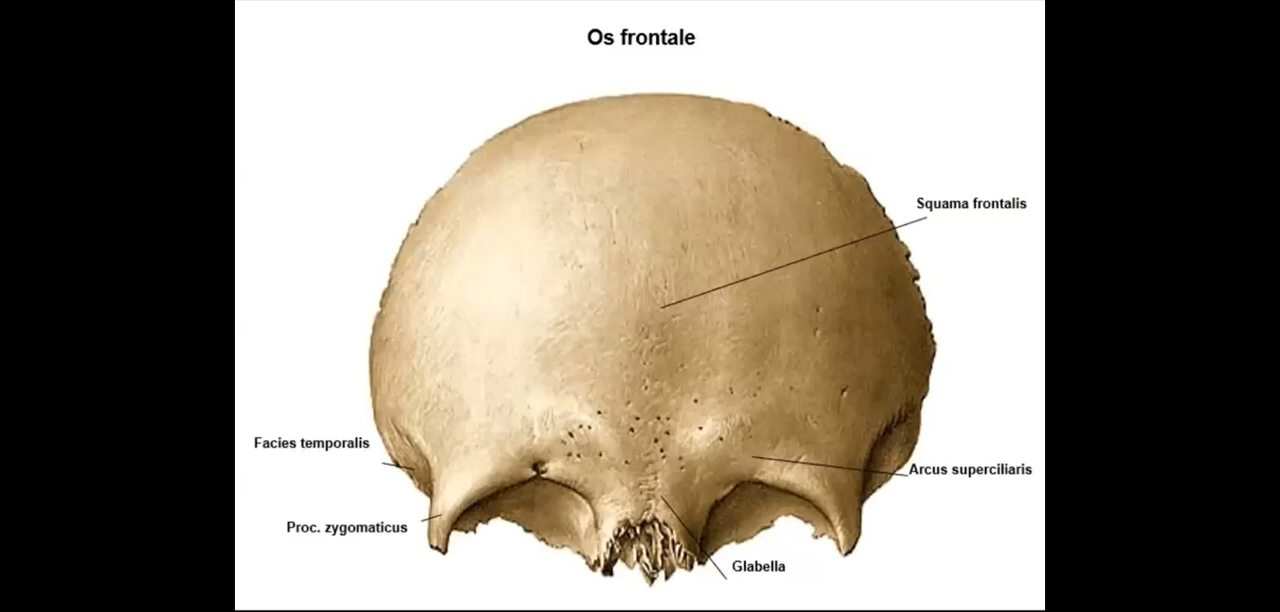 Os frontale
Squama frontalis
Facies temporalis
Arcus superciliaris
Proc. zygomaticus
Glabella